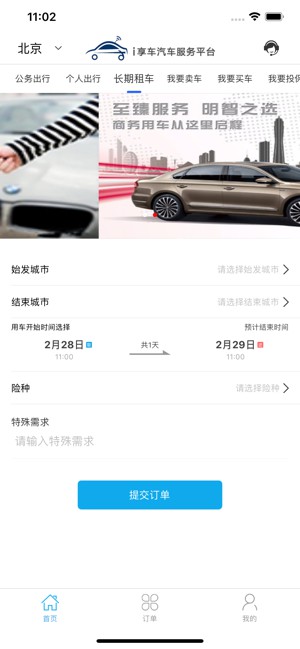 11:02
北京
i享车汽车服务平台
公务出行 个人出行 长期租车 我要卖车 我要买车 我要投保
至臻服务 明智之选
商务用车从这里启程
始发城市 请选择始发城市
结束城市 请选择结束城市
用车开始时间选择 预计结束时间
2月28日 共1天 2月29日
11:00 11:00
险种 请选择险种
特殊需求
请输入特殊需求
提交订单
首页 订单 我的